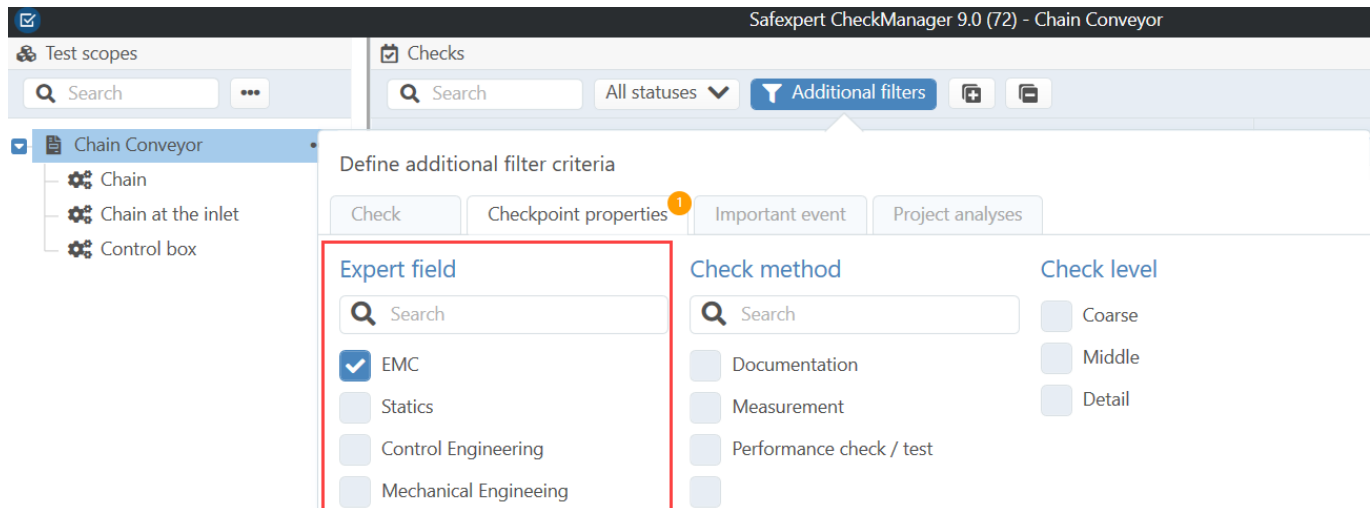 Safexpert CheckManager 9.0 (72) - Chain Conveyor
Test scopes
Checks
Search
Search
All statuses
Additional filters
Chain Conveyor
Chain
Chain at the inlet
Control box
Define additional filter criteria
Check
Checkpoint properties
1
Important event
Project analyses
Expert field
Search
EMC
Statics
Control Engineering
Mechanical Engineeing
Check method
Search
Documentation
Measurement
Performance check / test
Check level
Coarse
Middle
Detail